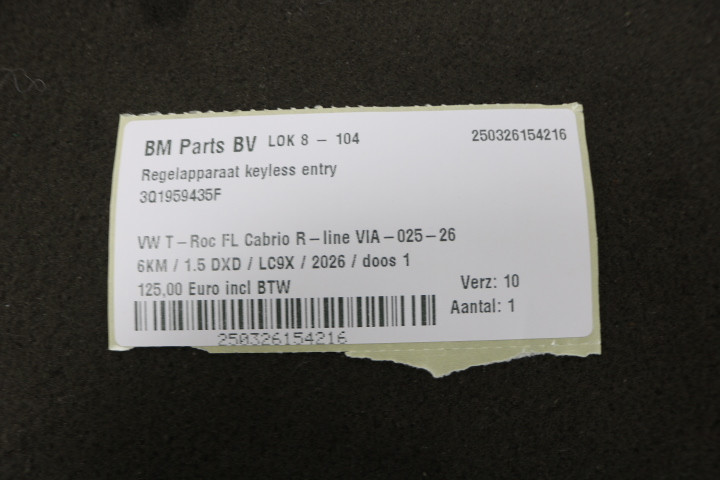 BM Parts BV LOK 8 - 104 250326154216
Regelapparaat keyless entry
3Q1959435F
VW T-Roc FL Cabrio R-line VIA-025-26
6KM / 1.5 DXD / LC9X / 2026 / doos 1
125,00 Euro incl BTW Verz: 10
Aantal: 1
250326154216